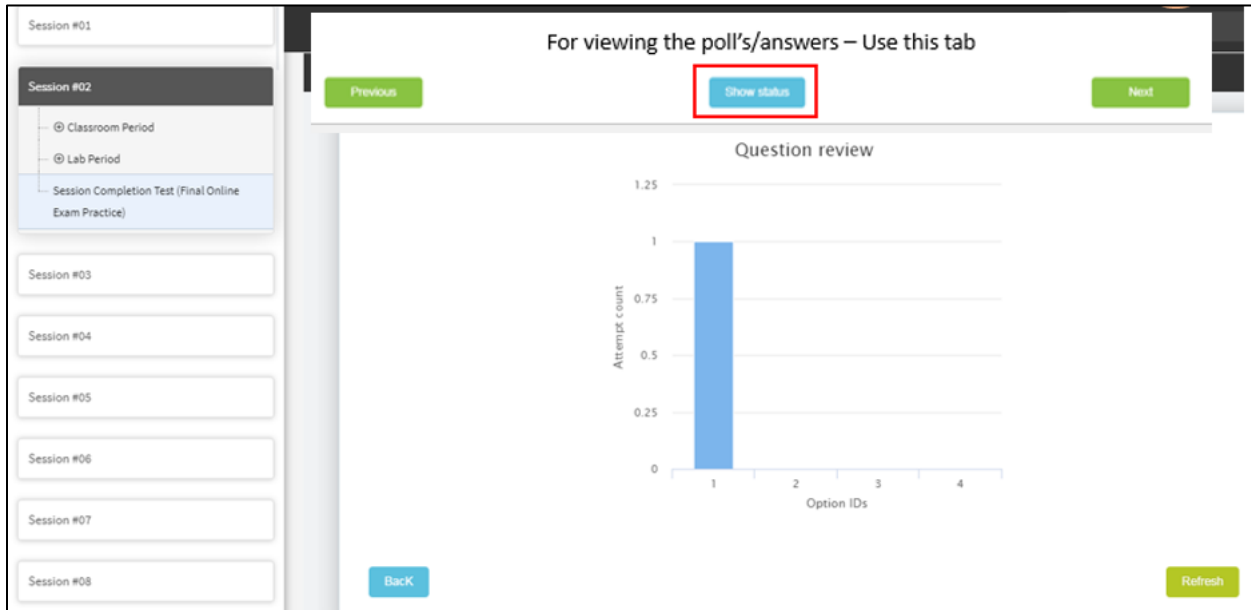 Session #01
Session #02
Classroom Period
Lab Period
Session Completion Test (Final Online
Exam Practice)
Session #03
Session #04
Session #05
Session #06
Session #07
Session #08
For viewing the poll's/answers – Use this tab
Previous
Show status
Next
Question review
1.25
1
0.75
0.5
0.25
0
Attempt count
1 2 3 4
Option IDs
BacK
Refresh